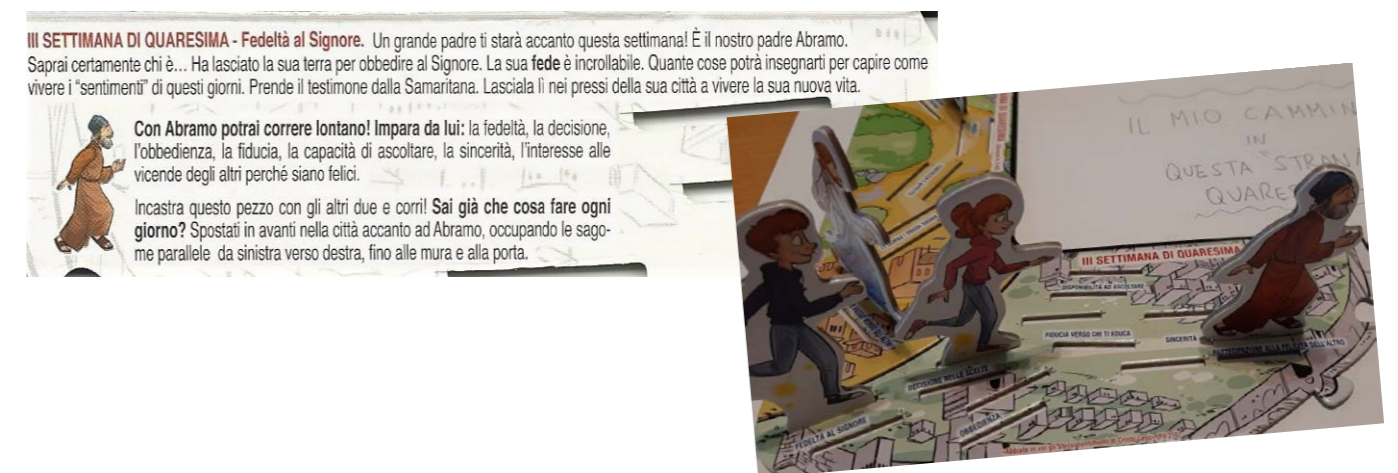 III SETTIMANA DI QUARESIMA - Fedeltà al Signore. Un grande padre ti starà accanto questa settimana! È il nostro padre Abramo.
Saprai certamente chi è... Ha lasciato la sua terra per obbedire al Signore. La sua fede è incrollabile. Quante cose potrà insegnarti per capire come
vivere i “sentimenti” di questi giorni. Prende il testimone dalla Samaritana. Lasciala lì nei pressi della sua città a vivere la sua nuova vita.
Con Abramo potrai correre lontano! Impara da lui: la fedeltà, la decisione,
l'obbedienza, la fiducia, la capacità di ascoltare, la sincerità, l'interesse alle
vicende degli altri perché siano felici.
Incastra questo pezzo con gli altri due e corri! Sai già che cosa fare ogni
giorno? Spostati in avanti nella città accanto ad Abramo, occupando le sago-
me parallele da sinistra verso destra, fino alle mura e alla porta.
IL MIO CAMMIN
IN
QUESTA "STRANA
QUARES
III SETTIMANA DI QUARESIMA
DISPONIBILITÀ AD ASCOLTARE
FIDUCIA VERSO CHI TI EDUCA
SINCERITÀ
PARTECIPAZIONE ALLA FELICITÀ DELL'ALTRO
DECISIONE NELLE SCELTE
OBBEDIENZA
FEDELTÀ AL SIGNORE